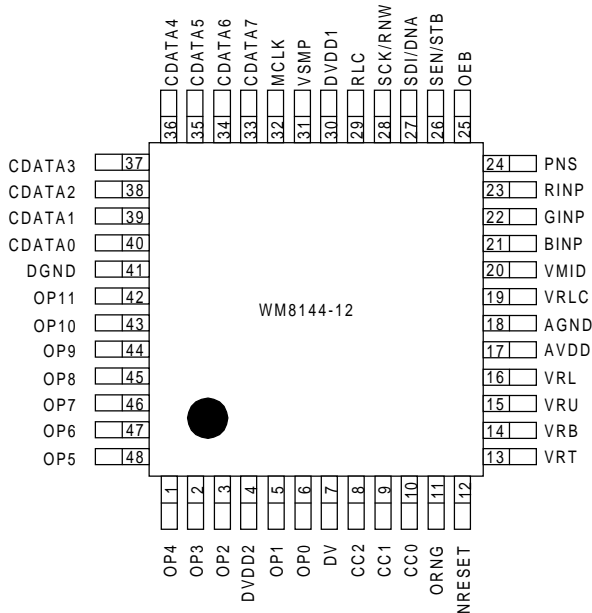 CDATA4
CDATA5
CDATA6
CDATA7
MCLK
VSMP
DVDD1
RLC
SCK/RNW
SDI/DNA
SEN/STB
OEB
36
35
34
33
32
31
30
29
28
27
26
25
CDATA3 37
CDATA2 38
CDATA1 39
CDATA0 40
DGND 41
OP11 42
OP10 43
OP9 44
OP8 45
OP7 46
OP6 47
OP5 48
WM8144-12
24 PNS
23 RINP
22 GINP
21 BINP
20 VMID
19 VRLC
18 AGND
17 AVDD
16 VRL
15 VRU
14 VRB
13 VRT
1
2
3
4
5
6
7
8
9
10
11
12
OP4
OP3
OP2
DVDD2
OP1
OP0
DV
CC2
CC1
CC0
ORNG
NRESET